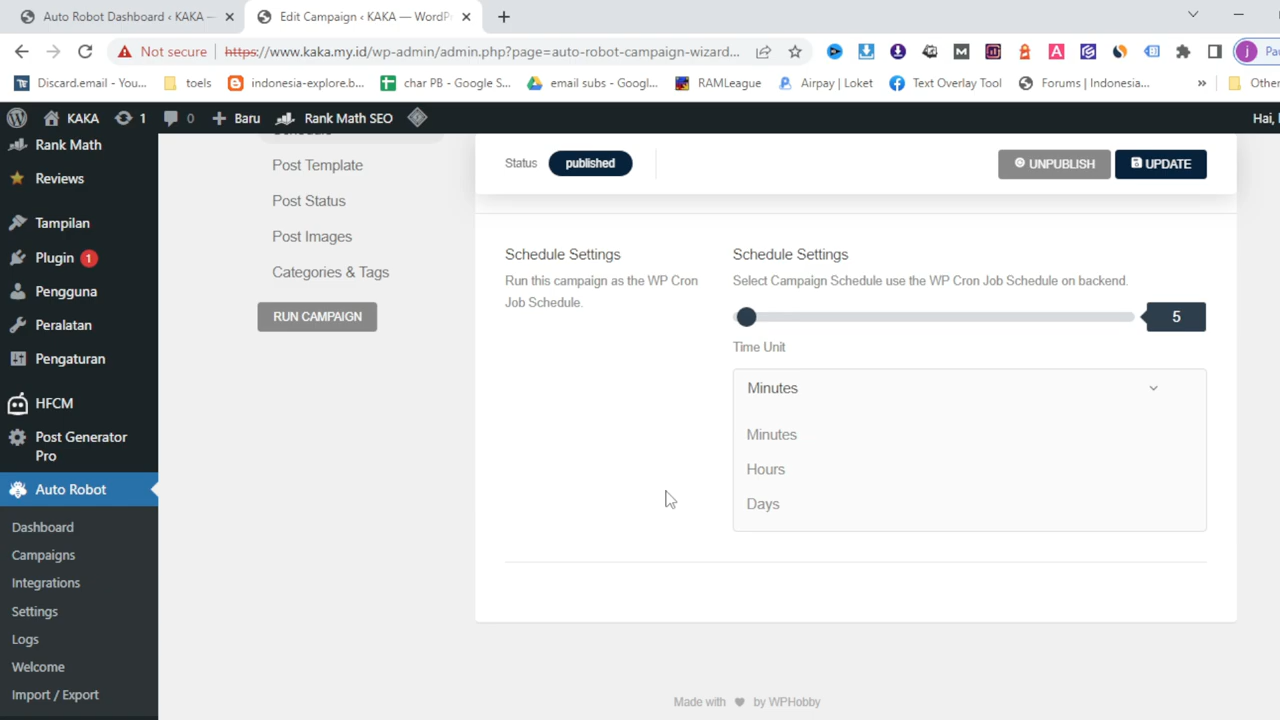 Auto Robot Dashboard ‹ KAKA —
Edit Campaign ‹ KAKA — WordPr
Not secure
https://www.kaka.my.id/wp-admin/admin.php?page=auto-robot-campaign-wizard...
Discard.email - You...
toels
indonesia-explore.b...
char PB - Google S...
email subs - Googl...
RAMLeague
Airpay | Loket
Text Overlay Tool
Forums | Indonesia...
»
Other
KAKA
1
0
Baru
Rank Math SEO
Hai,
Rank Math
Reviews
Tampilan
Plugin 1
Pengguna
Peralatan
Pengaturan
HFCM
Post Generator
Pro
Auto Robot
Dashboard
Campaigns
Integrations
Settings
Logs
Welcome
Import / Export
Post Template
Post Status
Post Images
Categories & Tags
RUN CAMPAIGN
Status
published
UNPUBLISH
UPDATE
Schedule Settings
Run this campaign as the WP Cron
Job Schedule.
Schedule Settings
Select Campaign Schedule use the WP Cron Job Schedule on backend.
5
Time Unit
Minutes
Minutes
Hours
Days
Made with ♥ by WPHobby